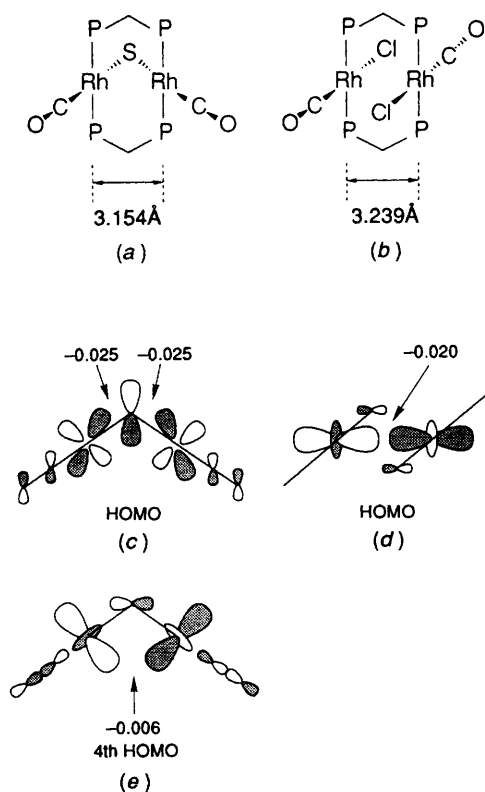 P P P P
S Cl C O
Rh Rh Rh Rh
O C C O O C Cl
P P P P
3.154Å 3.239Å
(a) (b)
−0.025 −0.025 −0.020
HOMO HOMO
(c) (d)
−0.006
4th HOMO
(e)